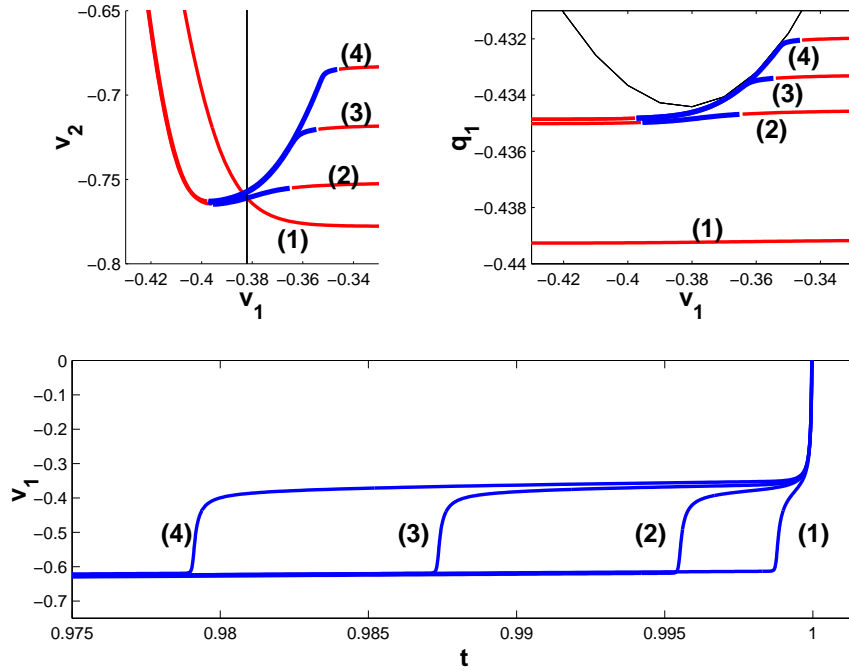 -0.65
-0.7
-0.75
-0.8
v2
(4)
(3)
(2)
(1)
-0.42 -0.4 -0.38 -0.36 -0.34
v1
-0.432
-0.434
-0.435
-0.439
-0.44
q1
(4)
(3)
(2)
(1)
-0.42 -0.4 -0.38 -0.36 -0.34
v1
0
-0.1
-0.2
-0.3
-0.4
-0.5
-0.6
-0.7
v1
(4) (3) (2) (1)
0.975 0.98 0.985 0.99 0.995 1
t